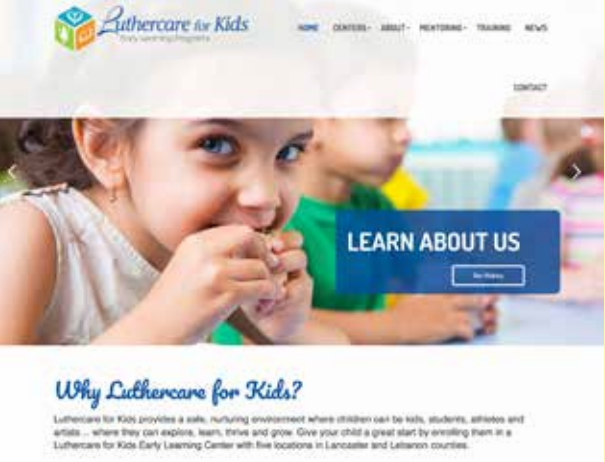 Luthercare for Kids
Early Learning Programs
HOME CENTERS ABOUT MENTORING TRAINING NEWS
CONTACT
LEARN ABOUT US
Why Luthercare for Kids?
Luthercare for Kids provides a safe, nurturing environment where children can be kids, students, athletes and
artists... where they can explore, learn, thrive and grow. Give your child a great start by enrolling them in a
Luthercare for Kids Early Learning Center with five locations in Lancaster and Lebanon counties.